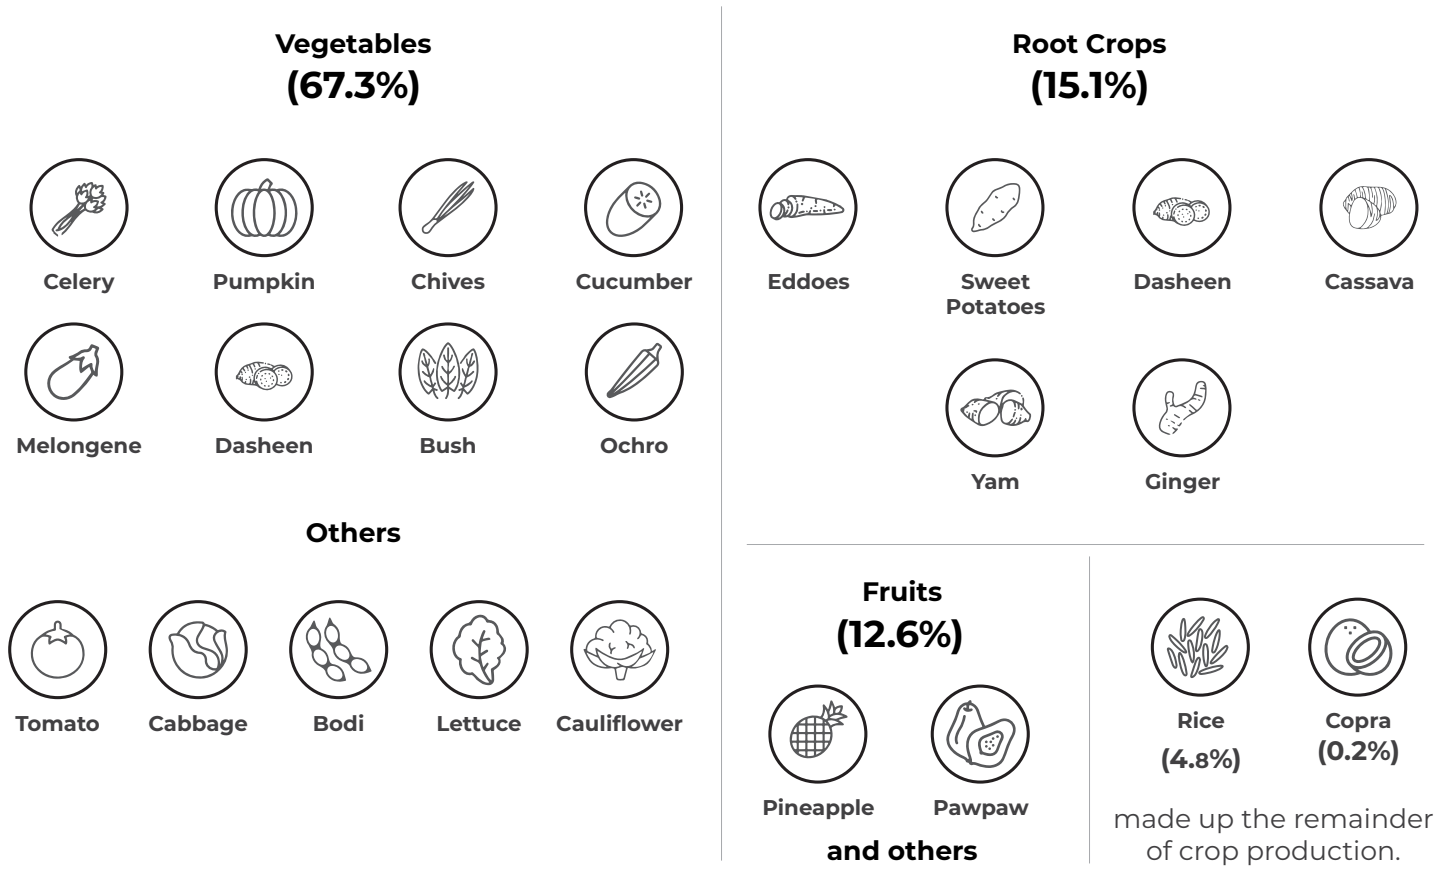 Vegetables
(67.3%)
Celery
Pumpkin
Chives
Cucumber
Melongene
Dasheen
Bush
Ochro
Others
Tomato
Cabbage
Bodi
Lettuce
Cauliflower
Root Crops
(15.1%)
Eddoes
Sweet
Potatoes
Dasheen
Cassava
Yam
Ginger
Fruits
(12.6%)
Pineapple
Pawpaw
and others
Rice
(4.8%)
Copra
(0.2%)
made up the remainder
of crop production.